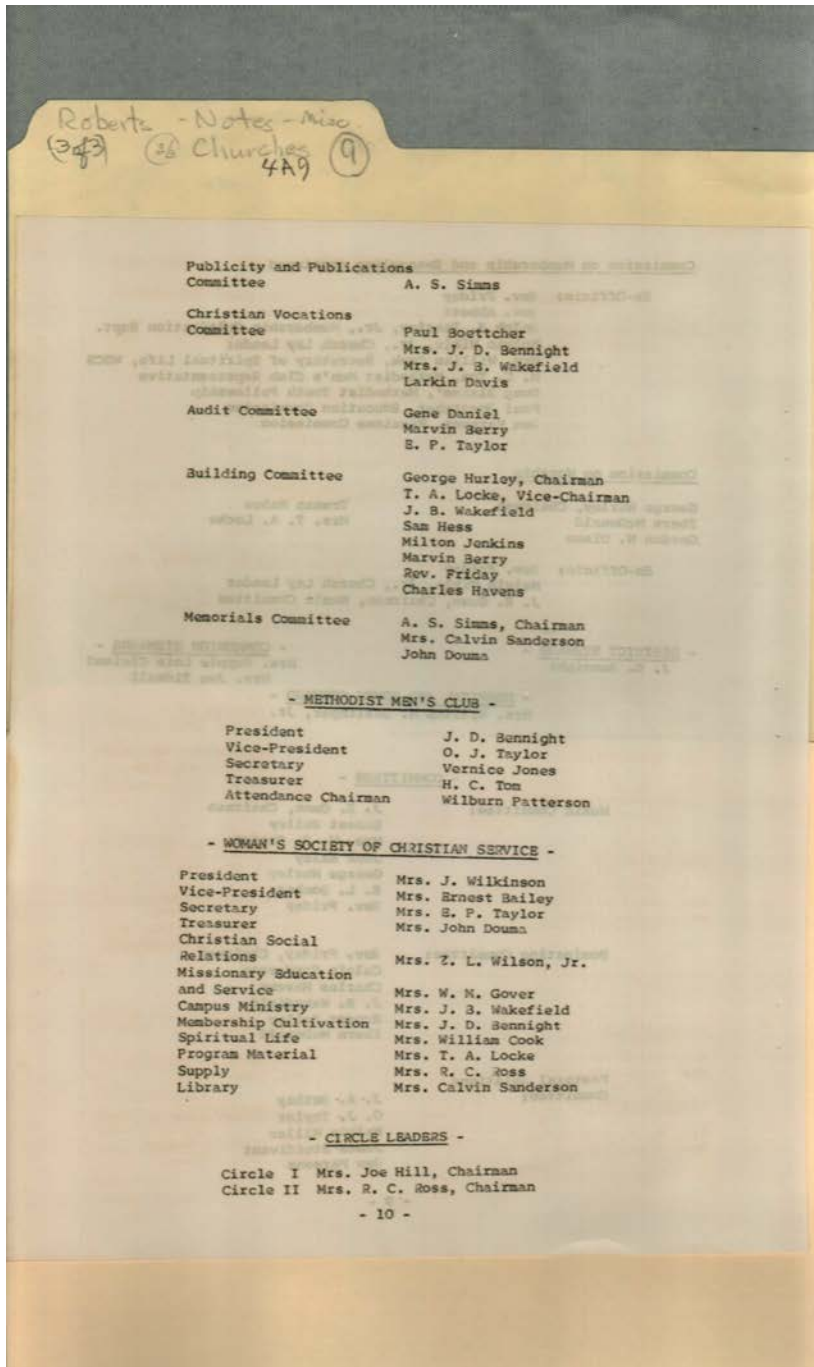 Roberts - Notes - Misc
(3 of 3) (26) Churches (9)
4A9
Publicity and Publications
Committee A. S. Simms
Christian Vocations
Committee Paul Boettcher
Mrs. J. D. Bennight
Mrs. J. B. Wakefield
Larkin Davis
Audit Committee Gene Daniel
Marvin Berry
E. P. Taylor
Building Committee George Hurley, Chairman
T. A. Locke, Vice-Chairman
J. B. Wakefield
Sam Hess
Milton Jenkins
Marvin Berry
Rev. Friday
Charles Havens
Memorials Committee A. S. Simms, Chairman
Mrs. Calvin Sanderson
John Douma
- METHODIST MEN'S CLUB -
President J. D. Bennight
Vice-President O. J. Taylor
Secretary Vernice Jones
Treasurer H. C. Tom
Attendance Chairman Wilburn Patterson
- WOMAN'S SOCIETY OF CHRISTIAN SERVICE -
President Mrs. J. Wilkinson
Vice-President Mrs. Ernest Bailey
Secretary Mrs. E. P. Taylor
Treasurer Mrs. John Douma
Christian Social
Relations Mrs. Z. L. Wilson, Jr.
Missionary Education
and Service Mrs. W. M. Gover
Campus Ministry Mrs. J. B. Wakefield
Membership Cultivation Mrs. J. D. Bennight
Spiritual Life Mrs. William Cook
Program Material Mrs. T. A. Locke
Supply Mrs. R. C. Ross
Library Mrs. Calvin Sanderson
- CIRCLE LEADERS -
Circle I Mrs. Joe Hill, Chairman
Circle II Mrs. R. C. Ross, Chairman
- 10 -